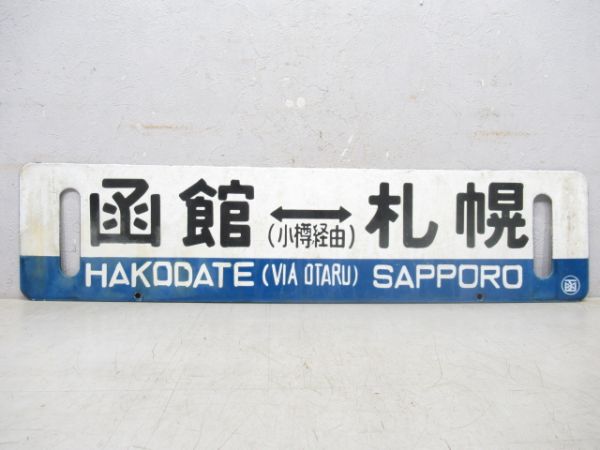 函館 ↔ 札幌
(小樽経由)
HAKODATE (VIA OTARU) SAPPORO
函